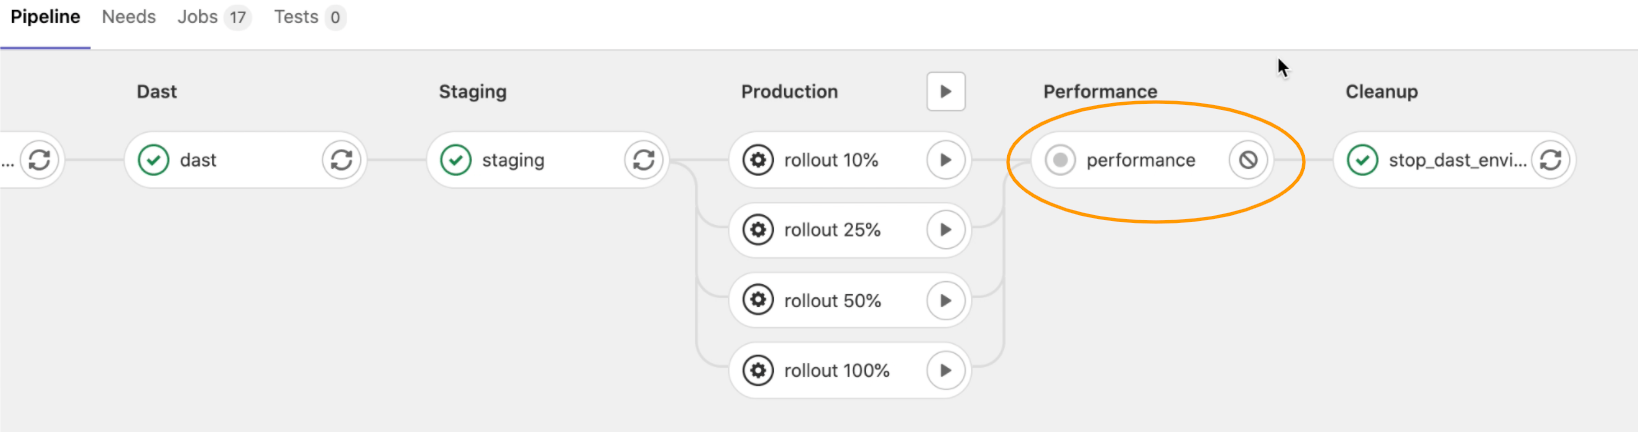 Pipeline Needs Jobs 17 Tests 0
Dast Staging Production Performance Cleanup
... dast staging rollout 10% performance stop_dast_envi...
rollout 25%
rollout 50%
rollout 100%